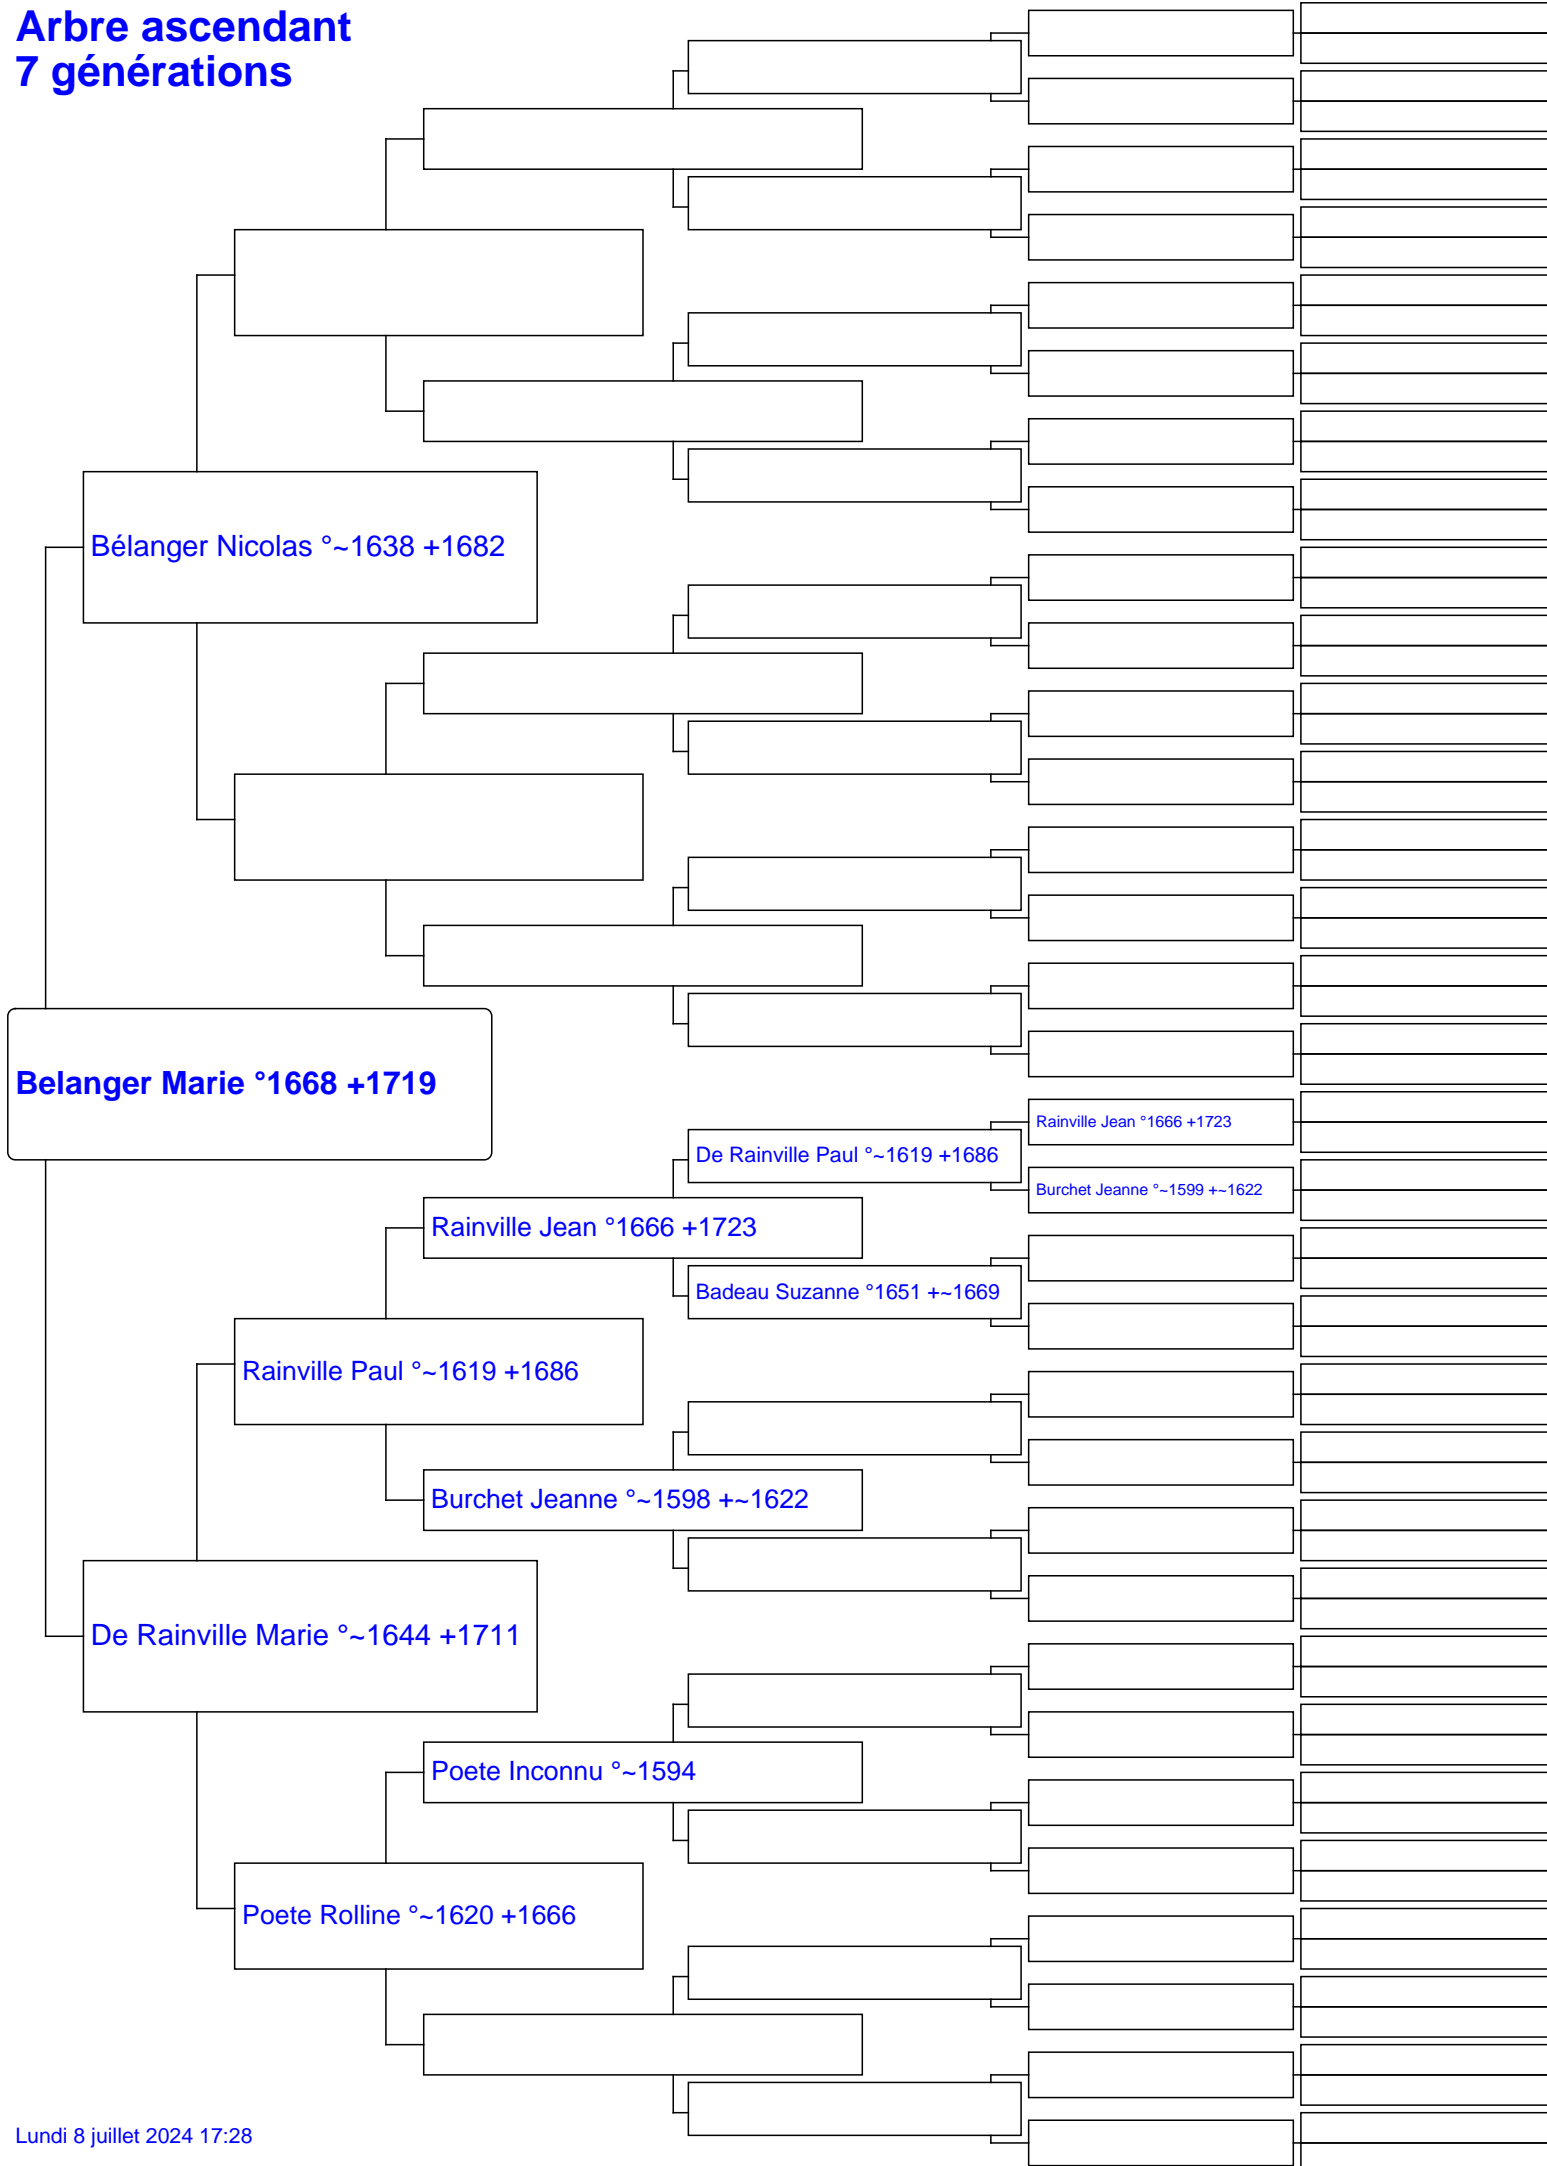 Arbre ascendant
7 générations
Bélanger Nicolas °~1638 +1682
Belanger Marie °1668 +1719
Rainville Jean °1666 +1723
De Rainville Paul °~1619 +1686
Burchet Jeanne °~1599 +~1622
Rainville Jean °1666 +1723
Badeau Suzanne °1651 +~1669
Rainville Paul °~1619 +1686
Burchet Jeanne °~1598 +~1622
De Rainville Marie °~1644 +1711
Poete Inconnu °~1594
Poete Rolline °~1620 +1666
Lundi 8 juillet 2024 17:28